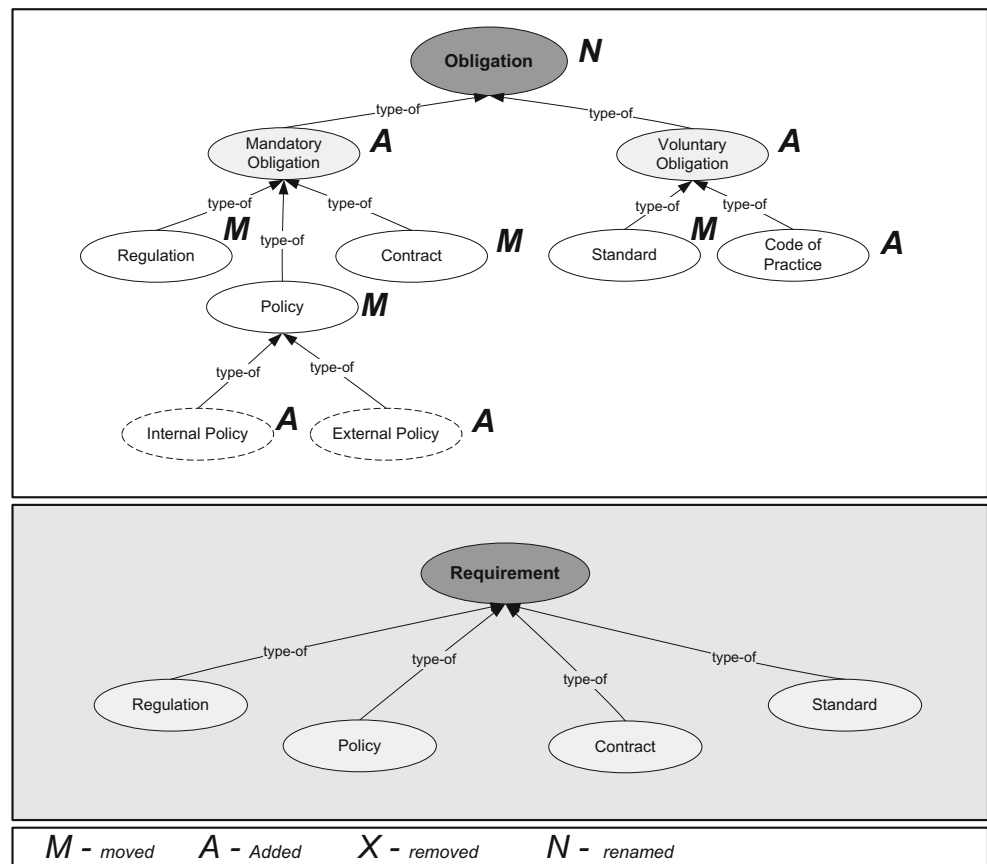 Obligation N
type-of type-of
Mandatory
Obligation
A
Voluntary
Obligation
A
type-of type-of type-of type-of
Regulation M
type-of
Contract M
Standard M
Code of
Practice
A
Policy M
type-of type-of
Internal Policy A
External Policy A
Requirement
type-of type-of type-of type-of
Regulation
Standard
Policy
Contract
M - moved A - Added X - removed N - renamed